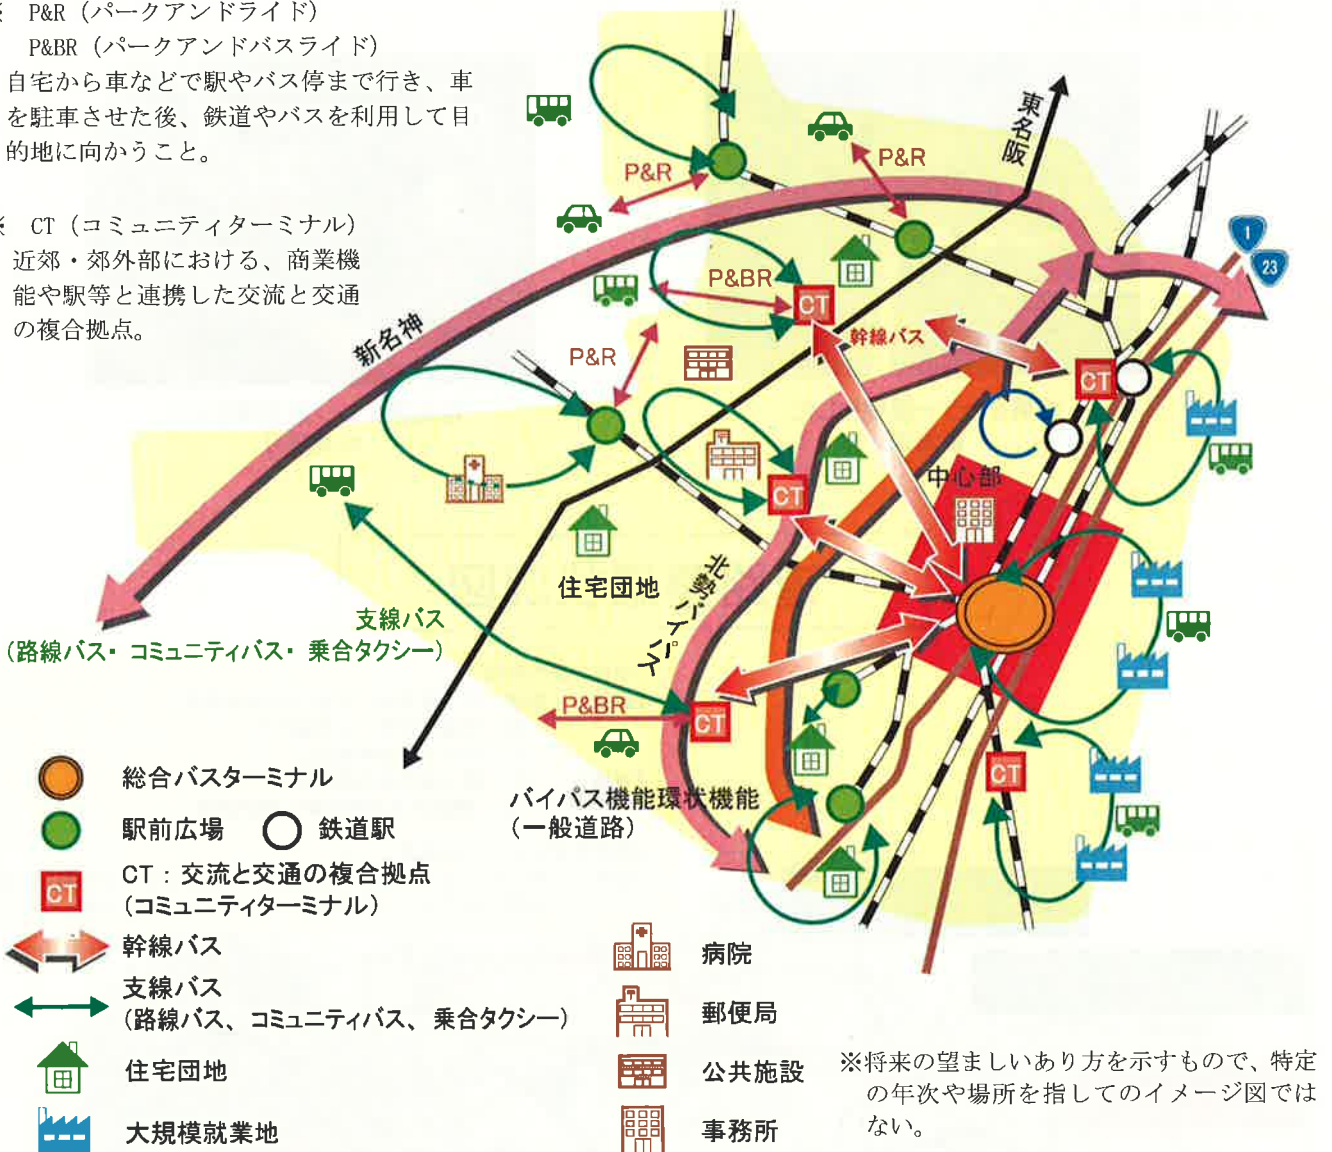 ※ P&R（パークアンドライド）
P&BR（パークアンドバスライド）
自宅から車などで駅やバス停まで行き、車
を駐車させた後、鉄道やバスを利用して目
的地に向かうこと。
※ CT（コミュニティターミナル）
近郊・郊外部における、商業機
能や駅等と連携した交流と交通
の複合拠点。
東名阪
P&R
P&R
1
23
P&BR
CT
新名神
幹線バス
P&R
CT
中心部
CT
住宅団地
北勢バイパス
支線バス
(路線バス・コミュニティバス・乗合タクシー)
P&BR
CT
CT
バイパス機能環状機能
(一般道路)
総合バスターミナル
駅前広場
鉄道駅
CT
CT：交流と交通の複合拠点
(コミュニティターミナル)
幹線バス
支線バス
(路線バス、コミュニティバス、乗合タクシー)
住宅団地
大規模就業地
病院
郵便局
公共施設
事務所
※将来の望ましいあり方を示すもので、特定
の年次や場所を指してのイメージ図では
ない。